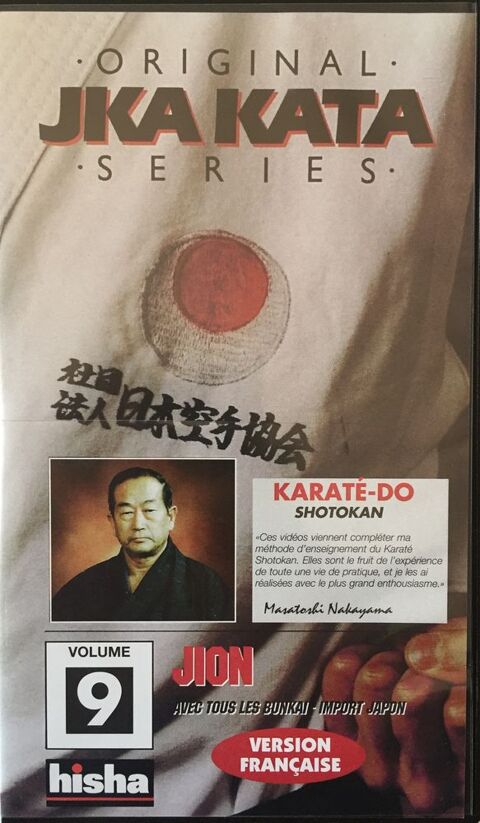 · ORIGINAL ·
JKA KATA
· SERIES ·
社団
法人日本空手協会
KARATÉ-DO
SHOTOKAN
«Ces vidéos viennent compléter ma
méthode d'enseignement du Karaté
Shotokan. Elles sont le fruit de l'expérience
de toute une vie de pratique, et je les ai
réalisées avec le plus grand enthousiasme.»
Masatoshi Nakayama
VOLUME
9
JION
AVEC TOUS LES BUNKAI - IMPORT JAPON
VERSION
FRANÇAISE
hisha